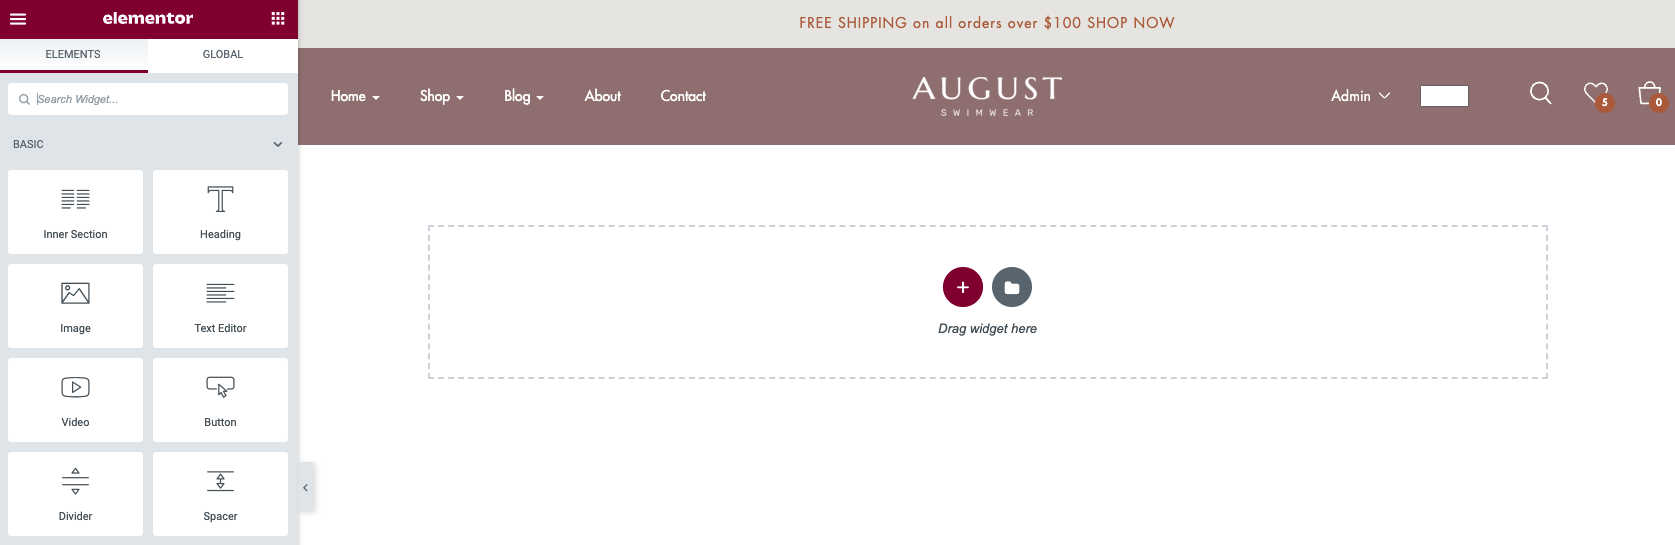 elementor
ELEMENTS GLOBAL
Search Widget...
BASIC
Inner Section Heading
Image Text Editor
Video Button
Divider Spacer
FREE SHIPPING on all orders over $100 SHOP NOW
Home Shop Blog About Contact
AUGUST
SWIMWEAR
Admin
5 0
Drag widget here